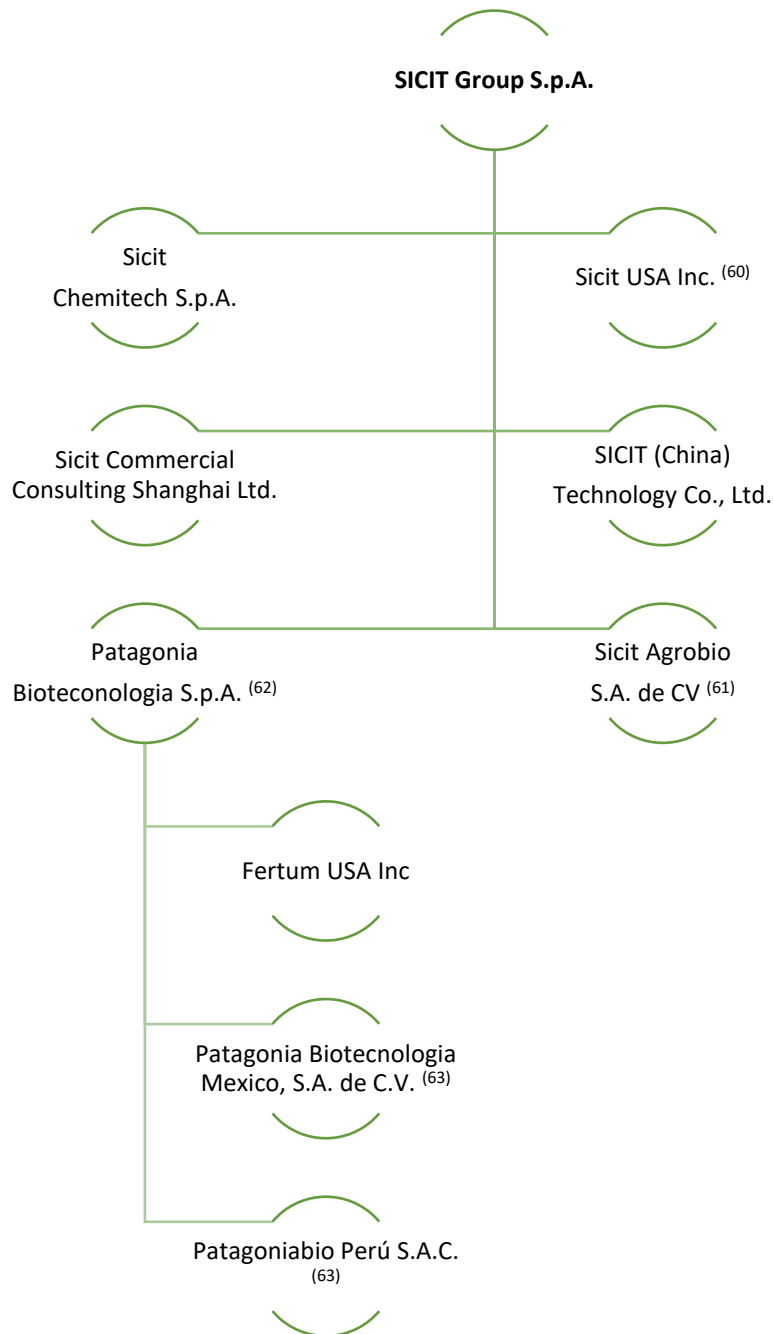 SICIT Group S.p.A.
Sicit
Chemitech S.p.A.
Sicit USA Inc. (60)
Sicit Commercial
Consulting Shanghai Ltd.
SICIT (China)
Technology Co., Ltd.
Patagonia
Bioteconologia S.p.A. (62)
Sicit Agrobio
S.A. de CV (61)
Fertum USA Inc
Patagonia Biotecnologia
Mexico, S.A. de C.V. (63)
Patagoniabio Perú S.A.C.
(63)